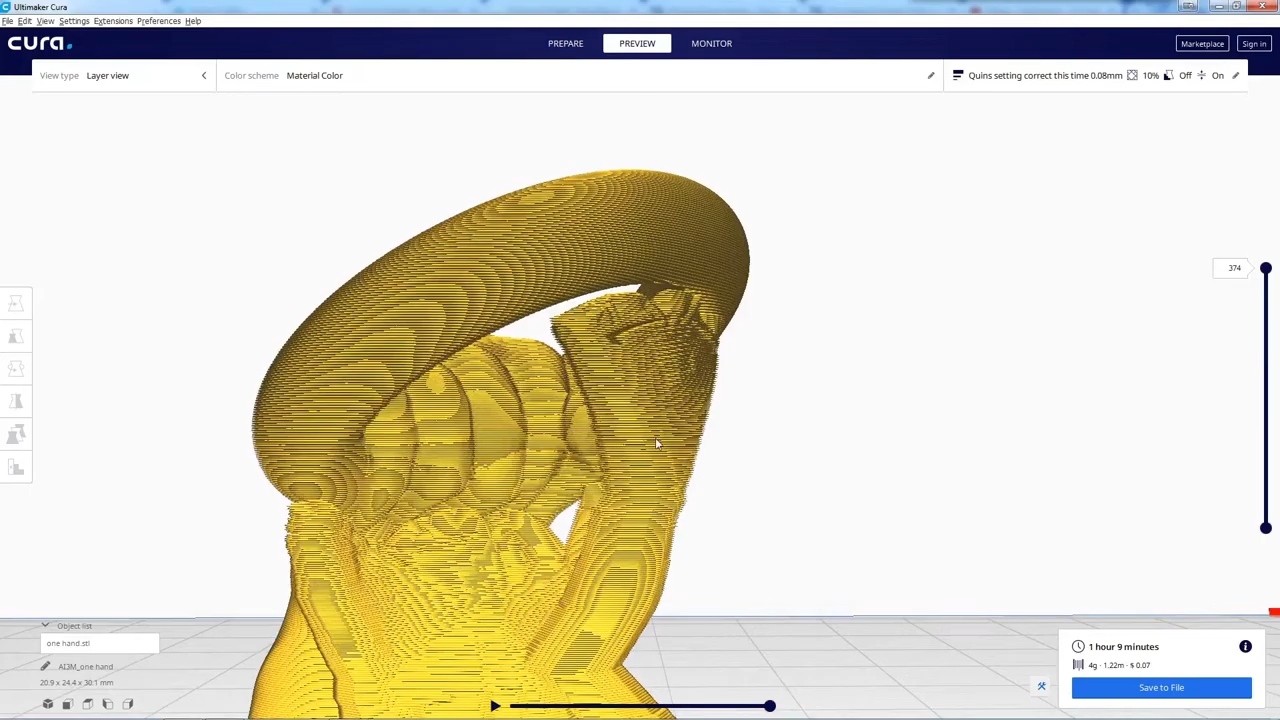 Ultimaker Cura
File Edit View Settings Extensions Preferences Help
cura.
PREPARE PREVIEW MONITOR
Marketplace Sign in
View type Layer view Color scheme Material Color Quins setting correct this time 0.08mm 10% Off On
374
Object list
one hand.stl
AI3M_one hand
20.9 x 24.4 x 30.1 mm
1 hour 9 minutes
4g · 1.22m · $ 0.07
Save to File